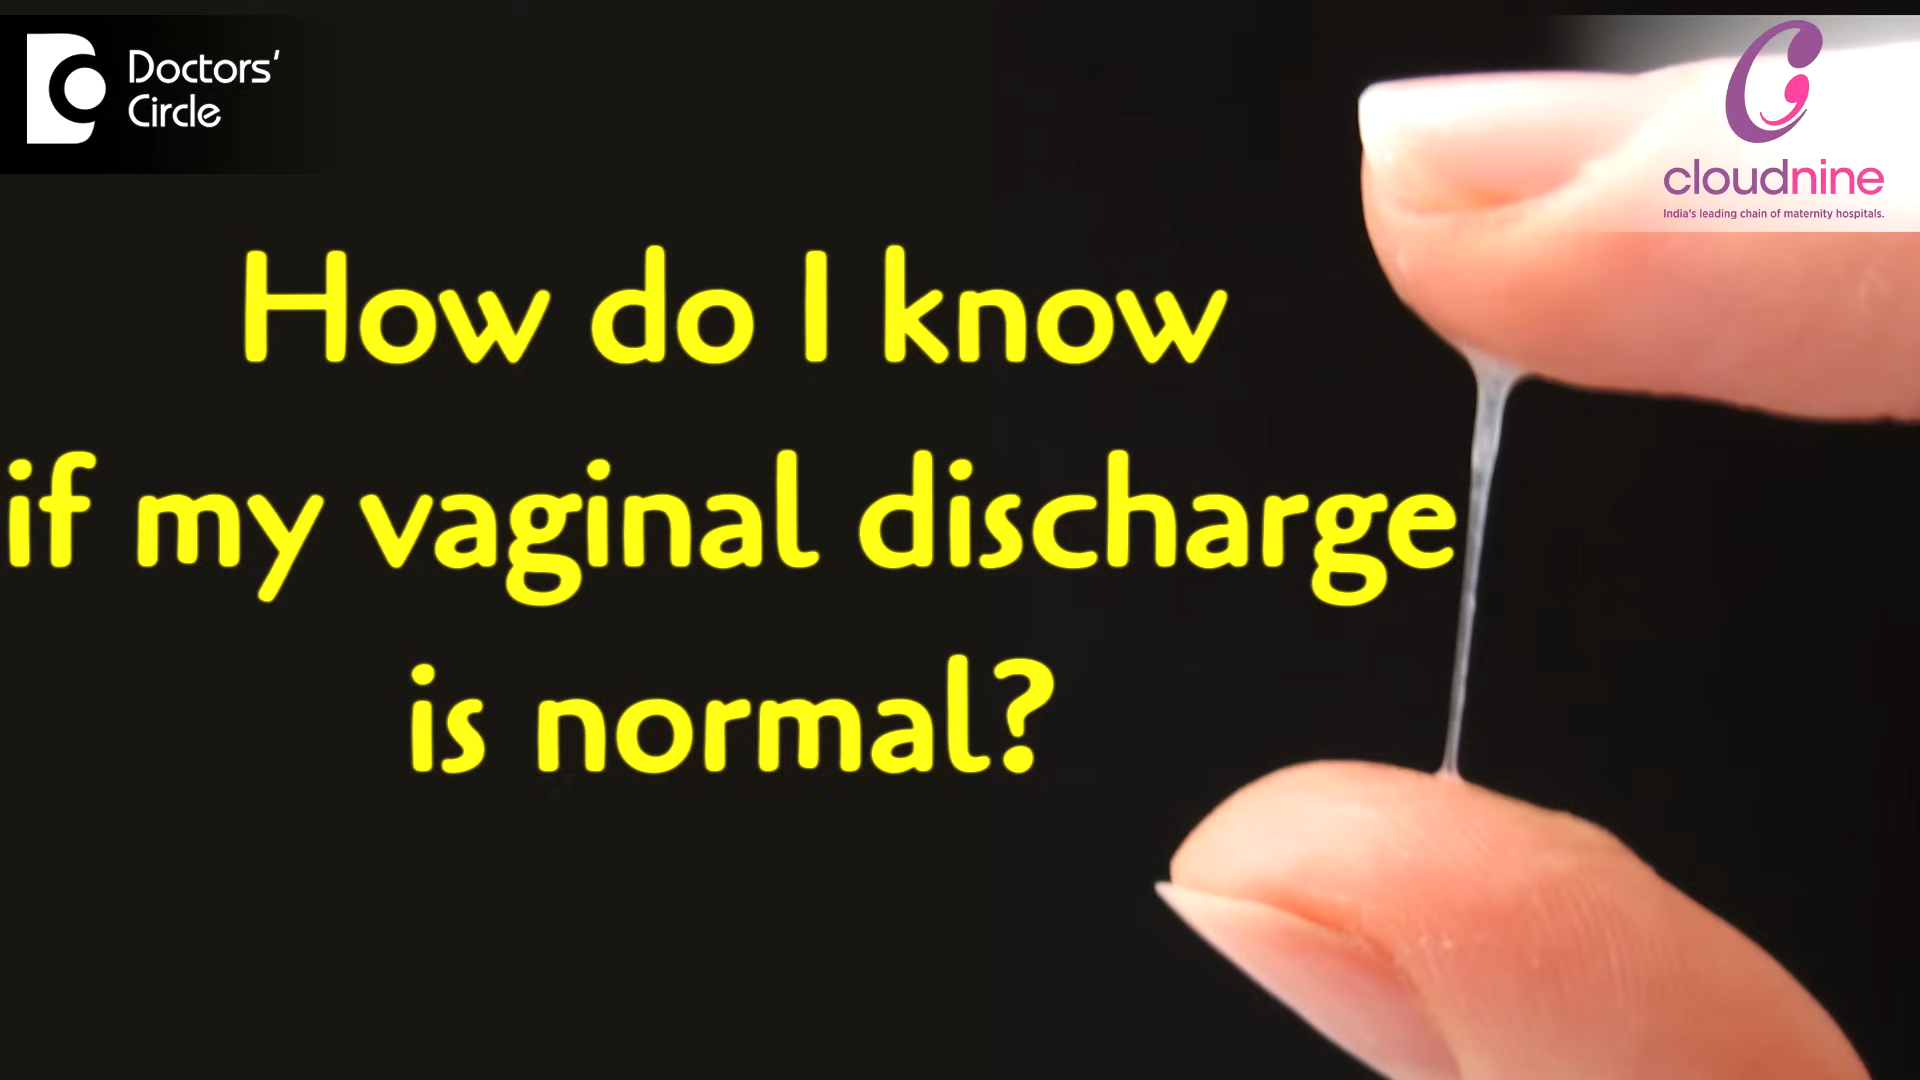 Doctors'
Circle
cloudnine
India's leading chain of maternity hospitals.
How do I know
if my vaginal discharge
is normal?